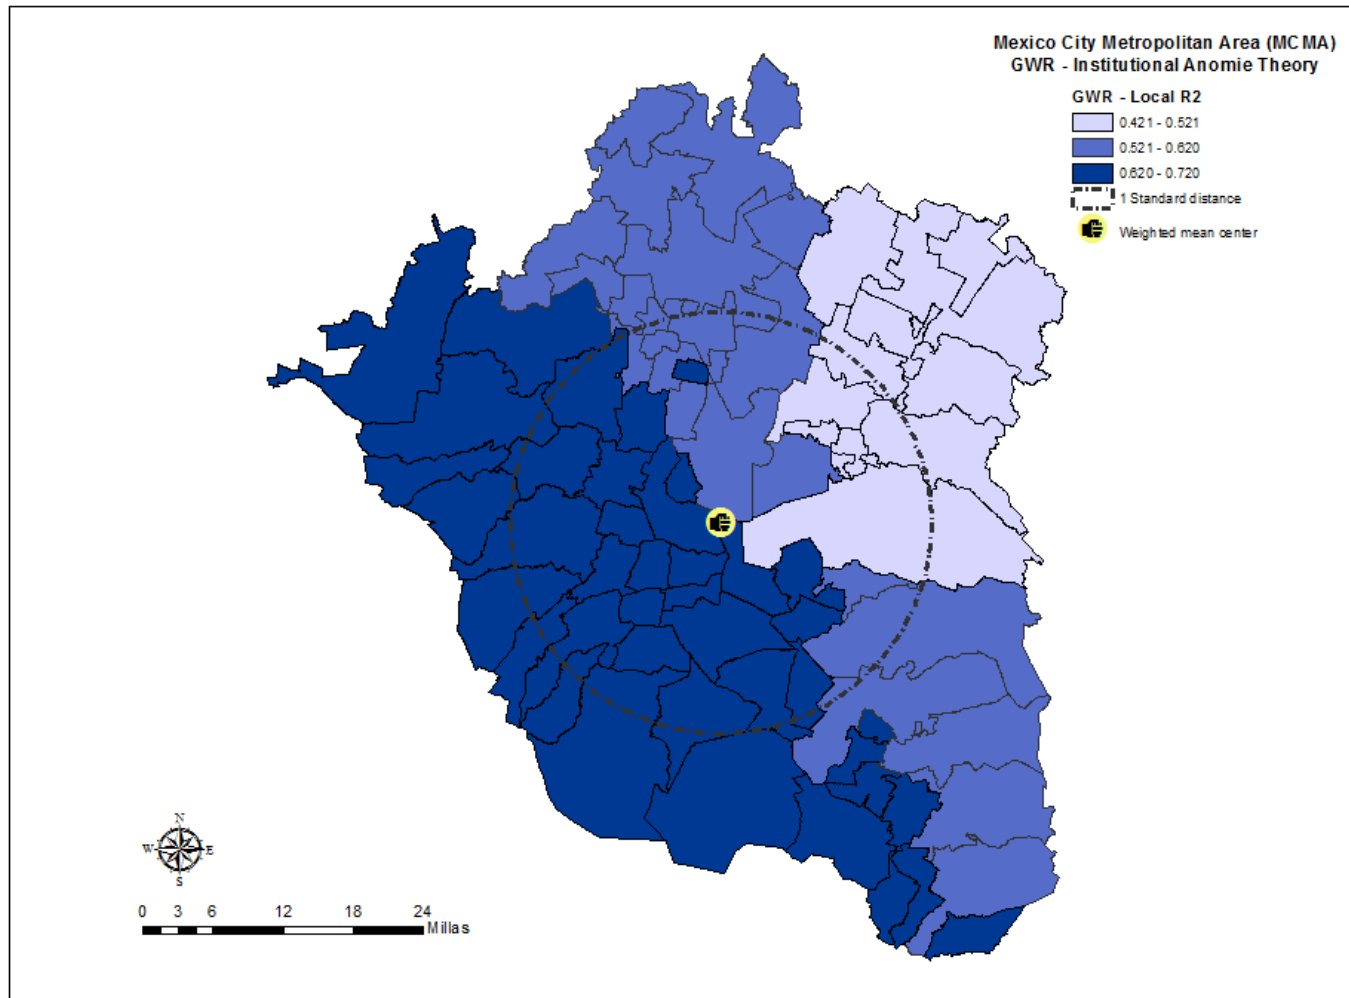 Mexico City Metropolitan Area (MCMA)
GWR - Institutional Anomie Theory
GWR - Local R2
0.421 - 0.521
0.521 - 0.620
0.620 - 0.720
1 Standard distance
Weighted mean center
N
W E
S
0 3 6 12 18 24
Millas